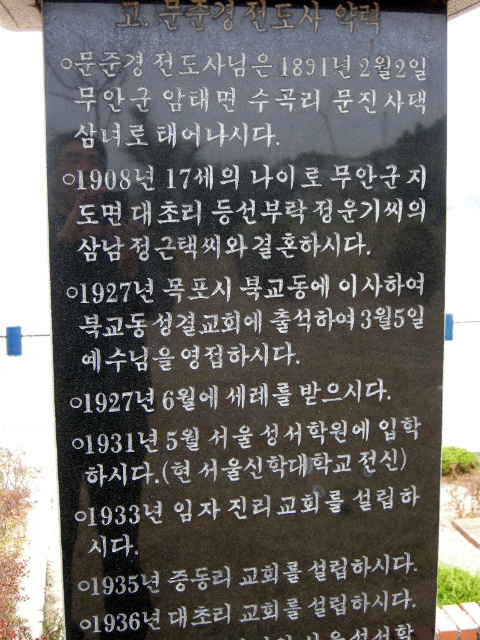 고. 문준경 전도사 약력
○문준경 전도사님은 1891년 2월2일
무안군 암태면 수곡리 문진사댁
삼녀로 태어나시다.
○1908년 17세의 나이로 무안군 지
도면 대초리 등선부락 정운기씨의
삼남 정근택씨와 결혼하시다.
○1927년 목포시 북교동에 이사하여
북교동성결교회에 출석하여 3월5일
예수님을 영접하시다.
○1927년 6월에 세례를 받으시다.
○1931년 5월 서울 성서학원에 입학
하시다.(현 서울신학대학교 전신)
○1933년 임자 진리교회를 설립하
시다.
○1935년 증동리 교회를 설립하시다.
○1936년 대초리 교회를 설립하시다.
서울성서학